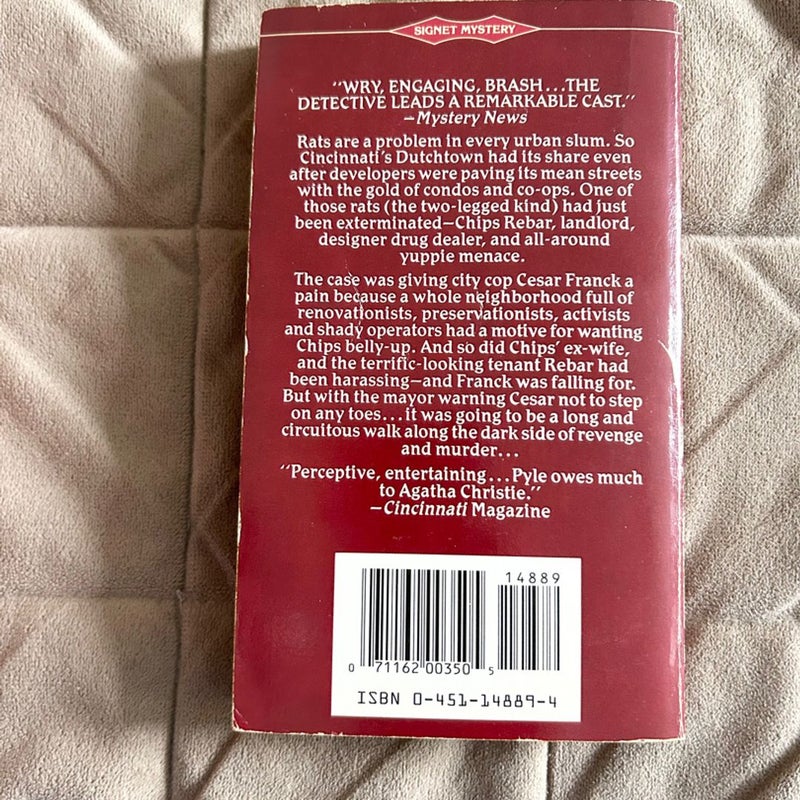 SIGNET MYSTERY
"WRY, ENGAGING, BRASH...THE
DETECTIVE LEADS A REMARKABLE CAST."
—Mystery News
Rats are a problem in every urban slum. So
Cincinnati's Dutchtown had its share even
after developers were paving its mean streets
with the gold of condos and co-ops. One of
those rats (the two-legged kind) had just
been exterminated—Chips Rebar, landlord,
designer drug dealer, and all-around
yuppie menace.
The case was giving city cop Cesar Franck a
pain because a whole neighborhood full of
renovationists, preservationists, activists
and shady operators had a motive for wanting
Chips belly-up. And so did Chips' ex-wife,
and the terrific-looking tenant Rebar had
been harassing—and Franck was falling for.
But with the mayor warning Cesar not to step
on any toes...it was going to be a long and
circuitous walk along the dark side of revenge
and murder...
"Perceptive, entertaining...Pyle owes much
to Agatha Christie."
—Cincinnati Magazine
14889
0 71162 00350 5
ISBN 0-451-14889-4